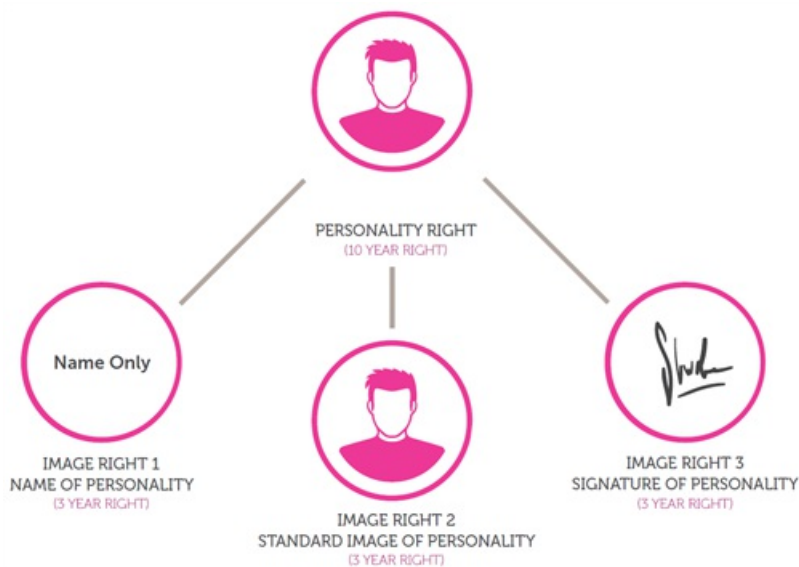 PERSONALITY RIGHT
(10 YEAR RIGHT)
Name Only
IMAGE RIGHT 1
NAME OF PERSONALITY
(3 YEAR RIGHT)
IMAGE RIGHT 2
STANDARD IMAGE OF PERSONALITY
(3 YEAR RIGHT)
IMAGE RIGHT 3
SIGNATURE OF PERSONALITY
(3 YEAR RIGHT)